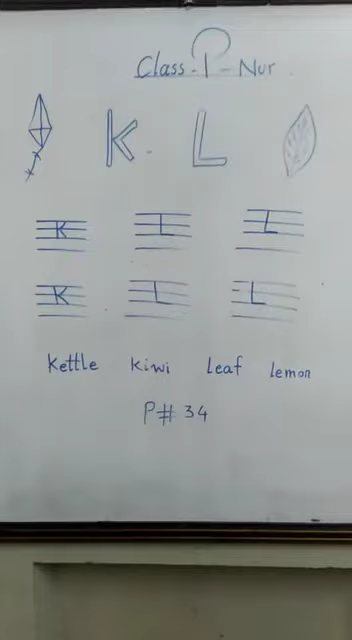 Class-P-Nur
K. L
K L L
K L L
Kettle kiwi Leaf lemon
P# 34